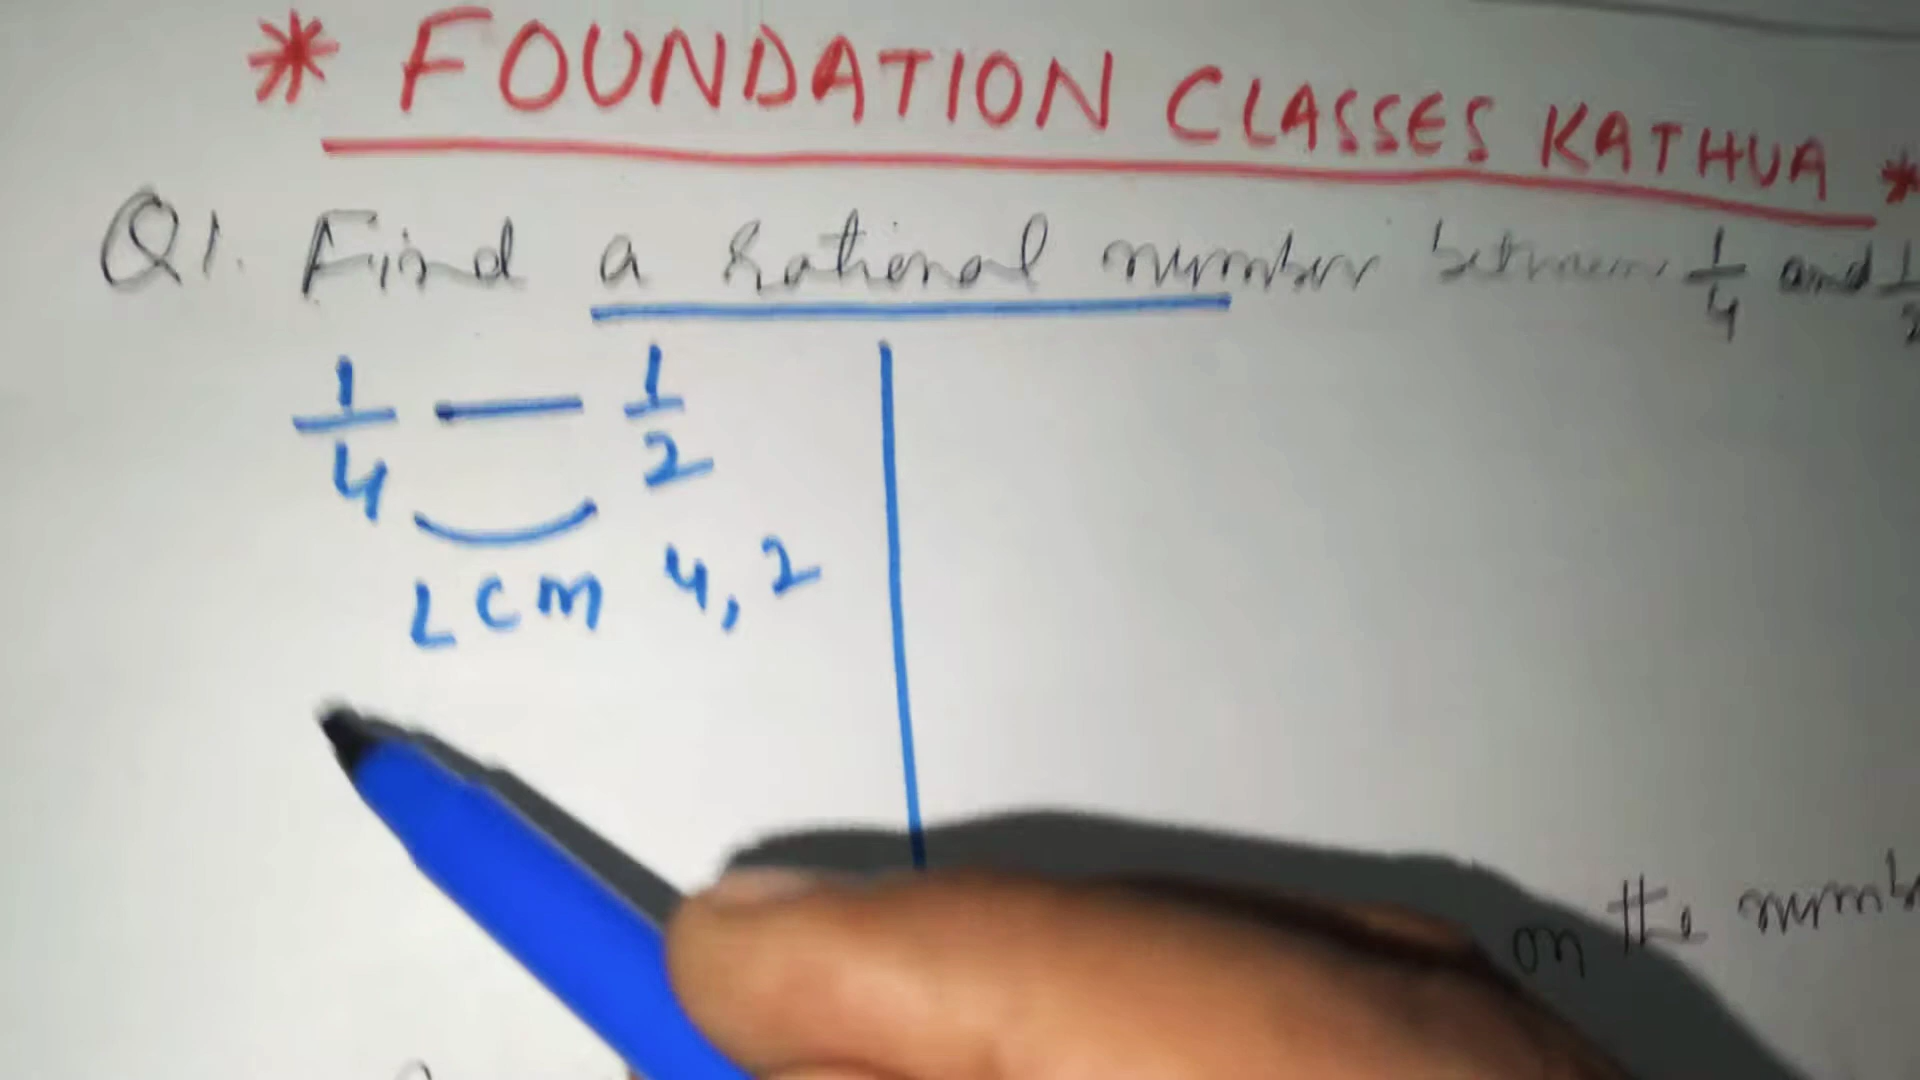 * FOUNDATION CLASSES KATHUA *
Q1. Find a rational number between 1/4 and 1/2
1/4 — 1/2
LCM 4, 2
on the